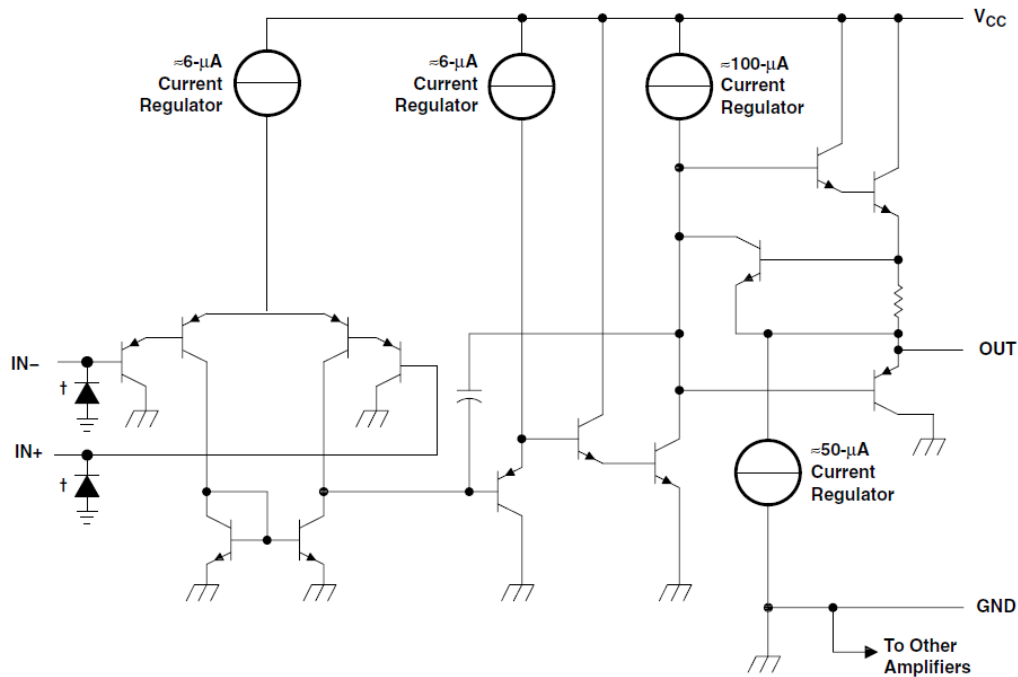 VCC
≈6-μA
Current
Regulator
≈6-μA
Current
Regulator
≈100-μA
Current
Regulator
IN−
†
IN+
†
OUT
≈50-μA
Current
Regulator
GND
To Other
Amplifiers